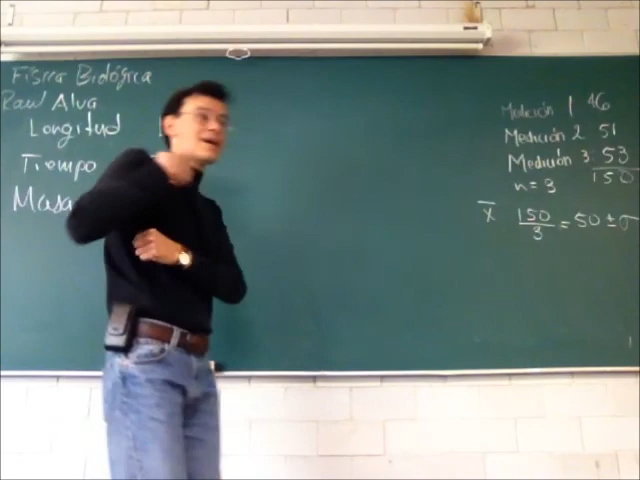 Física Biológica
Raul Alva
Longitud
Tiempo
Masa
Medición 1 46
Medición 2 51
Medición 3 53
150
n = 3
x̄ 150/3 = 50 ± σ